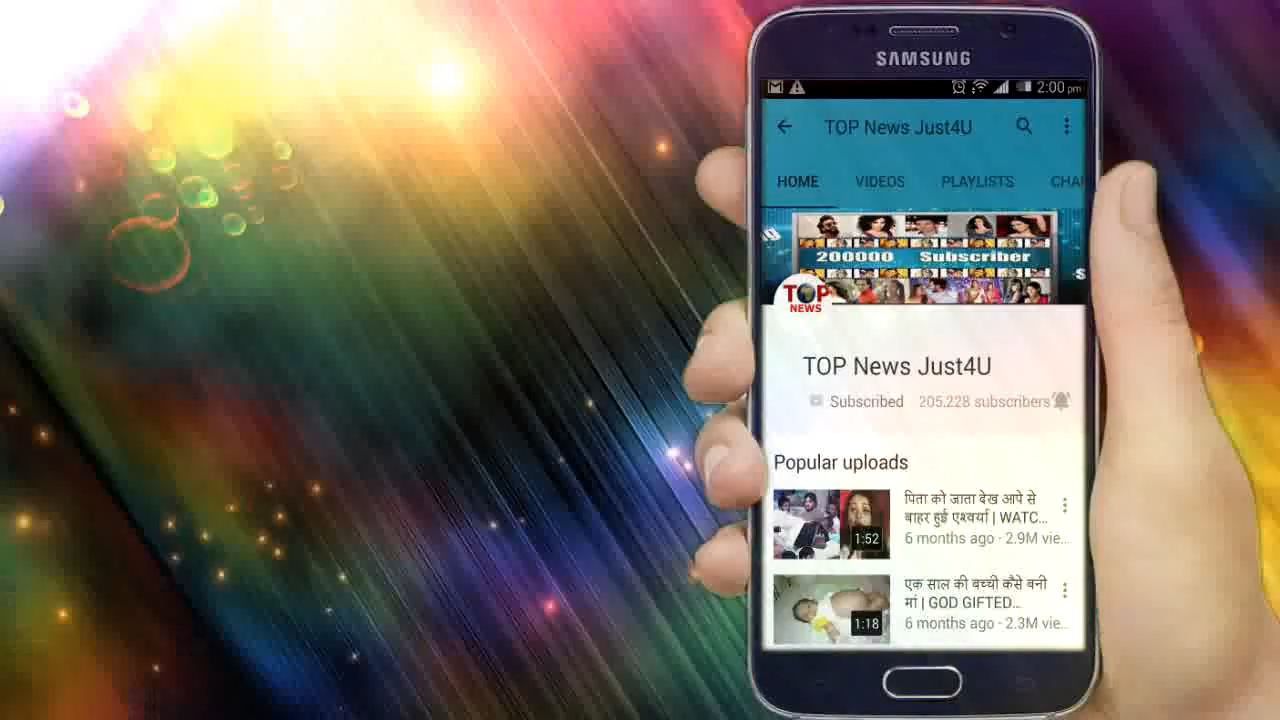 SAMSUNG
2:00 pm
TOP News Just4U
HOME VIDEOS PLAYLISTS CHA
200000 Subscriber
TOP
NEWS
TOP News Just4U
Subscribed 205,228 subscribers
Popular uploads
पिता को जाता देख आपे से
बाहर हुई एश्वर्या | WATC...
1:52
6 months ago · 2.9M vie...
एक साल की बच्ची कैसे बनी
मां | GOD GIFTED...
1:18
6 months ago · 2.3M vie...